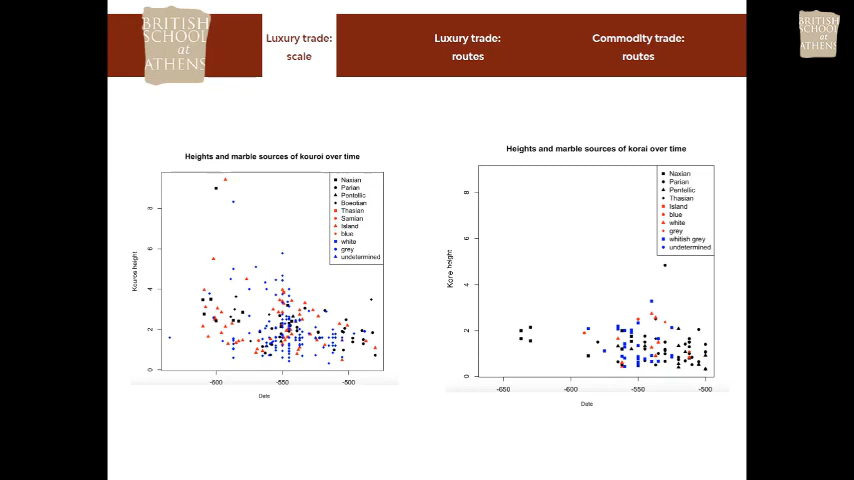 BRITISH
SCHOOL
at
ATHENS
Luxury trade:
scale
Luxury trade:
routes
Commodity trade:
routes
BRITISH
SCHOOL
at
ATHENS
Heights and marble sources of kouroi over time
Kouros height
0
2
4
6
8
-600
-550
-500
Date
Naxian
Parian
Pentelic
Boeotian
Thasian
Samian
Island
blue
white
grey
undetermined
Heights and marble sources of korai over time
Kore height
0
2
4
6
8
-650
-600
-550
-500
Date
Naxian
Parian
Pentelic
Thasian
Island
blue
white
grey
whitish grey
undetermined